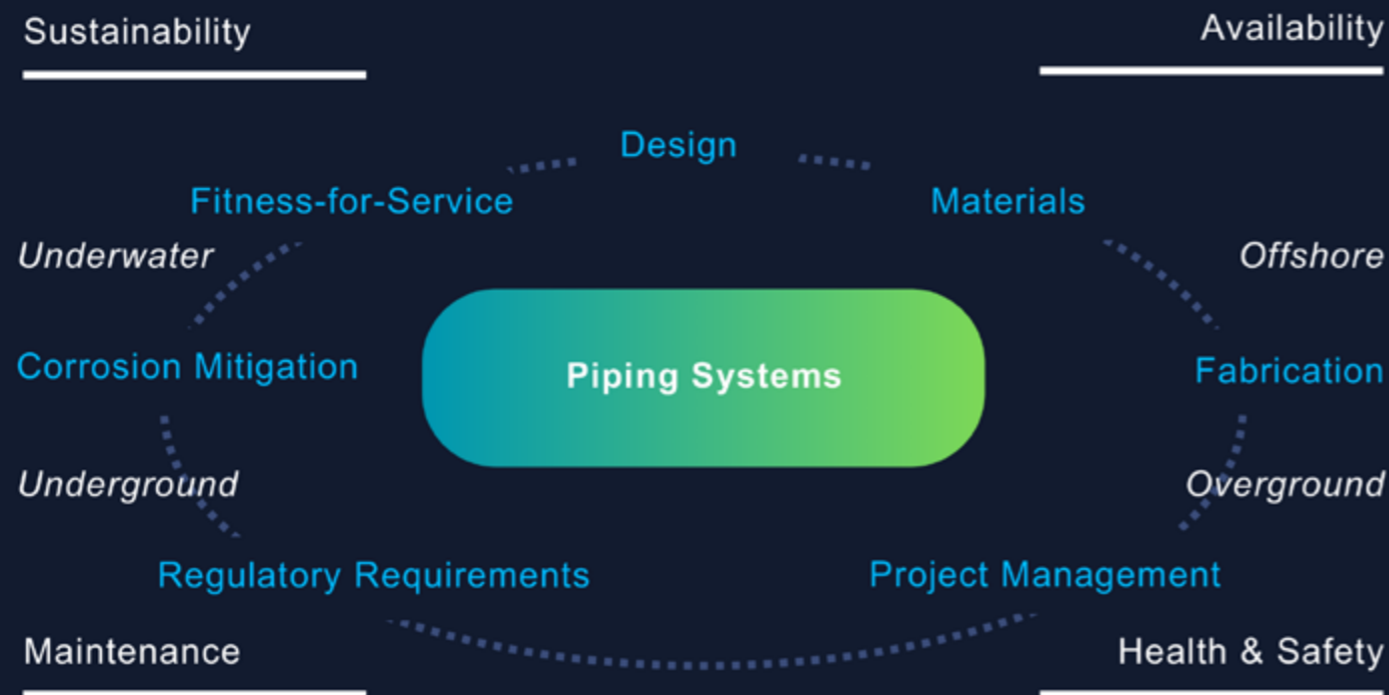 Sustainability
Availability
Design
Fitness-for-Service
Materials
Underwater
Offshore
Corrosion Mitigation
Piping Systems
Fabrication
Underground
Overground
Regulatory Requirements
Project Management
Maintenance
Health & Safety